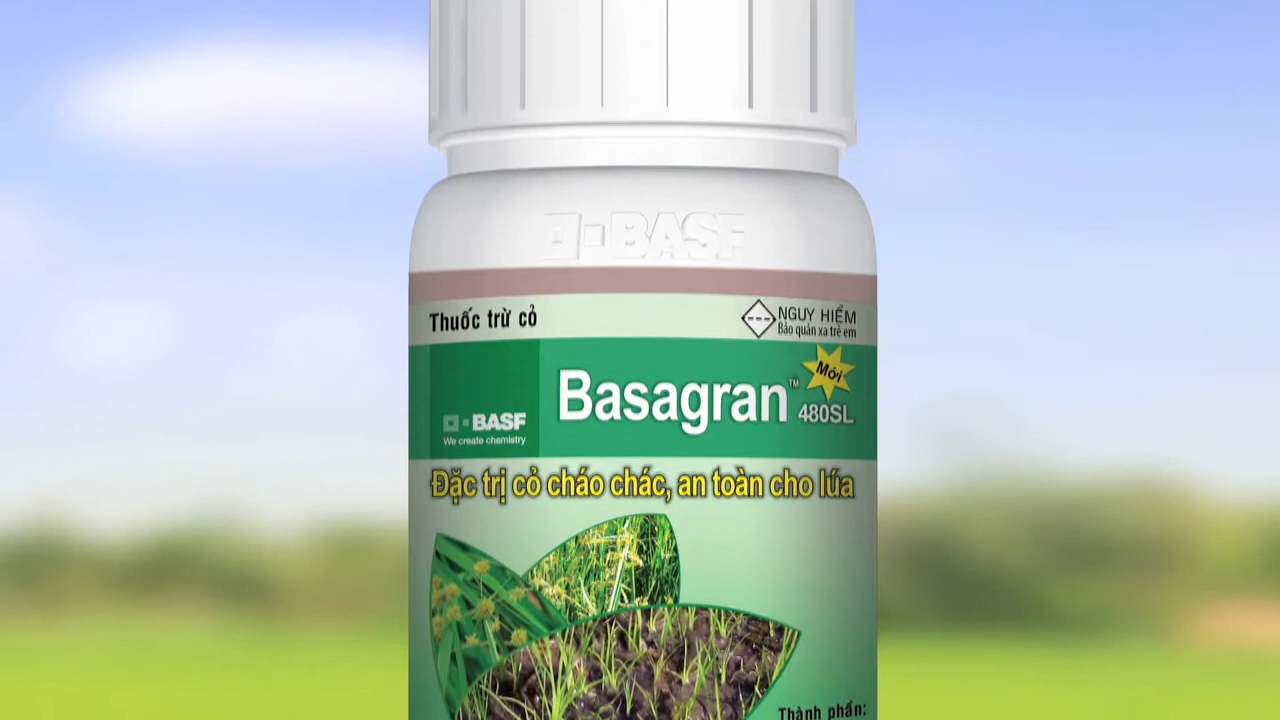 BASF
Thuốc trừ cỏ
NGUY HIỂM
Bảo quản xa trẻ em
Mới
Basagran™
480SL
BASF
We create chemistry
Đặc trị cỏ cháo chác, an toàn cho lúa
Thành phần: